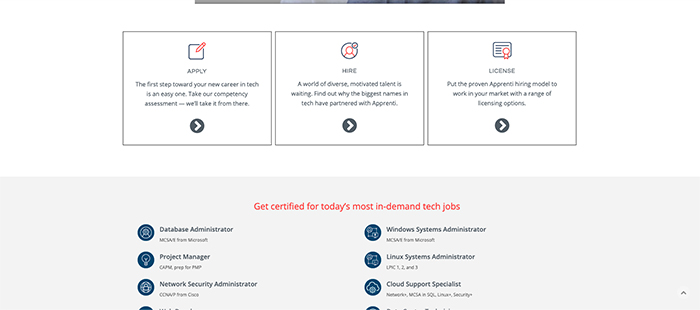 APPLY
The first step toward your new career in tech
is an easy one. Take our competency
assessment — we'll take it from there.
HIRE
A world of diverse, motivated talent is
waiting. Find out why the biggest names in
tech have partnered with Apprenti.
LICENSE
Put the proven Apprenti hiring model to
work in your market with a range of
licensing options.
Get certified for today's most in-demand tech jobs
Database Administrator
MCSA/E from Microsoft
Project Manager
CAPM, prep for PMP
Network Security Administrator
CCNA/P from Cisco
Windows Systems Administrator
MCSA/E from Microsoft
Linux Systems Administrator
LPIC 1, 2, and 3
Cloud Support Specialist
Network+, MCSA in SQL, Linux+, Security+